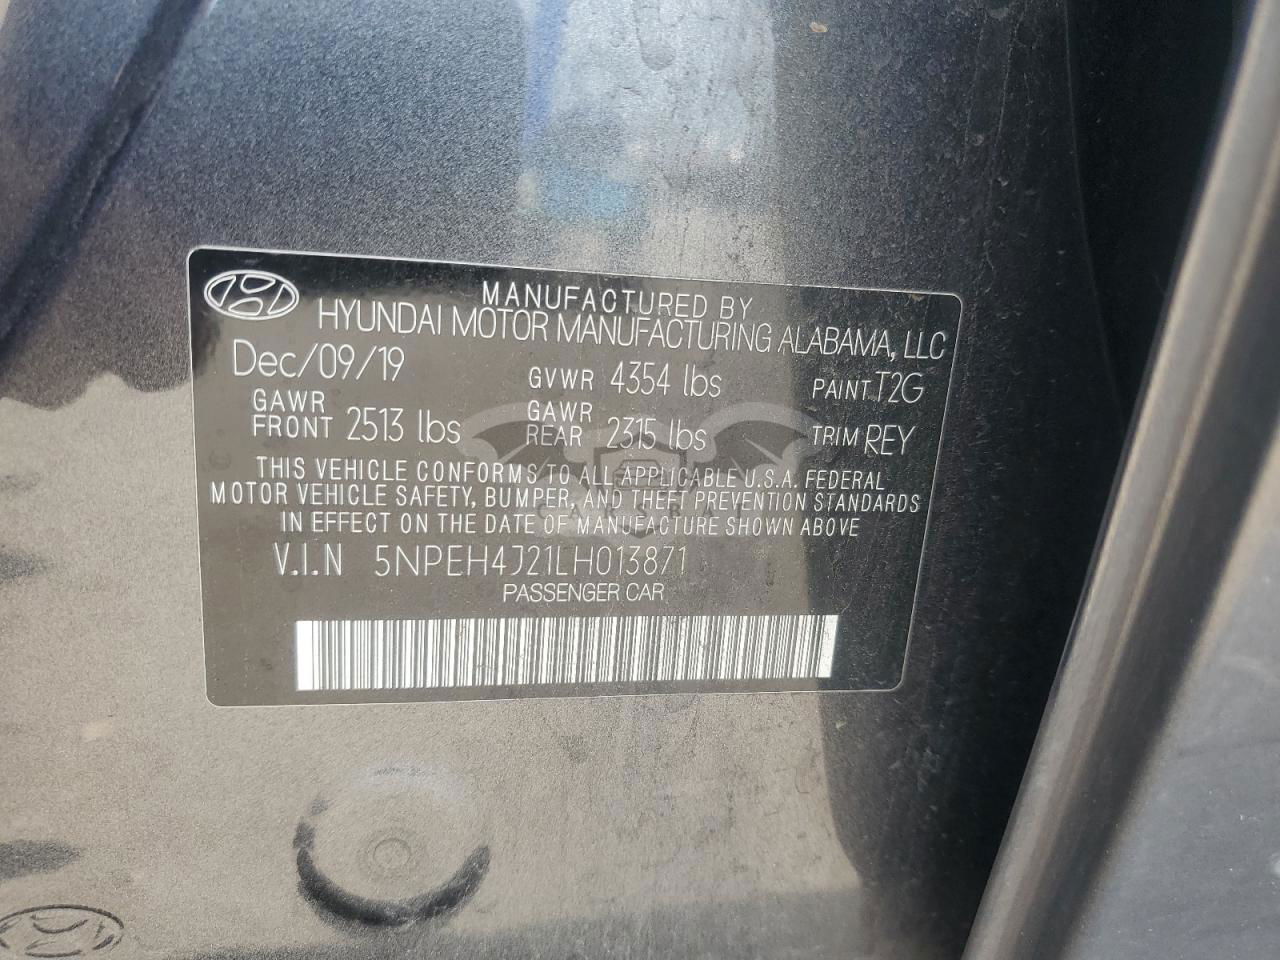 MANUFACTURED BY
HYUNDAI MOTOR MANUFACTURING ALABAMA, LLC
Dec/09/19 GVWR 4354 lbs PAINT T2G
GAWR FRONT 2513 lbs GAWR REAR 2315 lbs TRIM REY
THIS VEHICLE CONFORMS TO ALL APPLICABLE U.S.A. FEDERAL
MOTOR VEHICLE SAFETY, BUMPER, AND THEFT PREVENTION STANDARDS
IN EFFECT ON THE DATE OF MANUFACTURE SHOWN ABOVE
V.I.N 5NPEH4J21LH013871
PASSENGER CAR